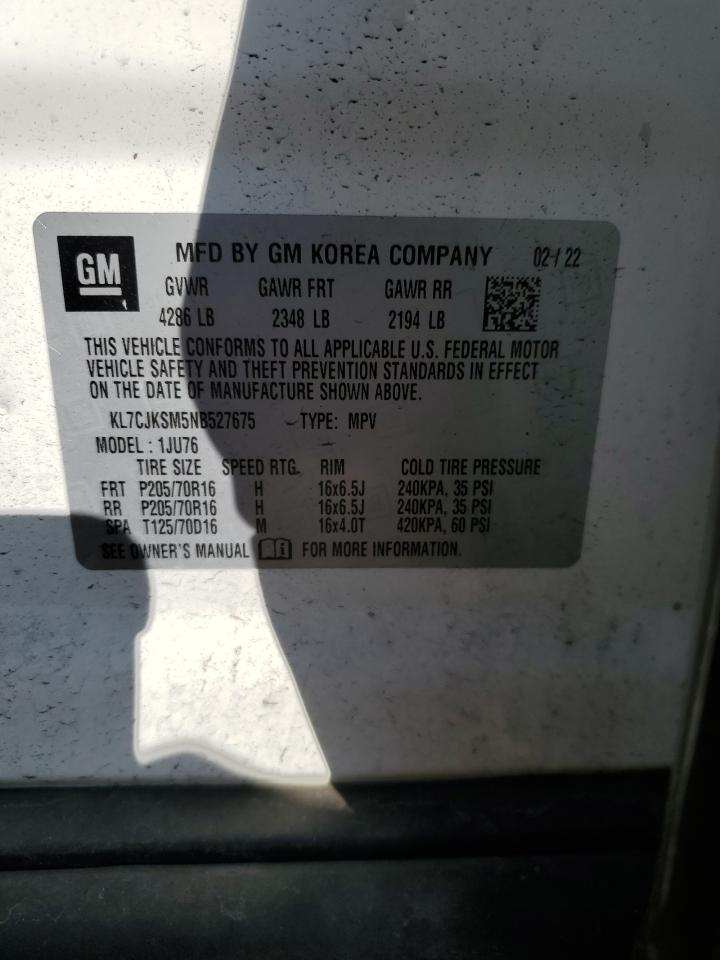 GM MFD BY GM KOREA COMPANY 02 / 22
GVWR GAWR FRT GAWR RR
4286 LB 2348 LB 2194 LB
THIS VEHICLE CONFORMS TO ALL APPLICABLE U.S. FEDERAL MOTOR
VEHICLE SAFETY AND THEFT PREVENTION STANDARDS IN EFFECT
ON THE DATE OF MANUFACTURE SHOWN ABOVE.
KL7CJKSM5NB527675 TYPE: MPV
MODEL : 1JU76
TIRE SIZE SPEED RTG. RIM COLD TIRE PRESSURE
FRT P205/70R16 H 16x6.5J 240KPA, 35 PSI
RR P205/70R16 H 16x6.5J 240KPA, 35 PSI
SPA T125/70D16 M 16x4.0T 420KPA, 60 PSI
SEE OWNER'S MANUAL FOR MORE INFORMATION.